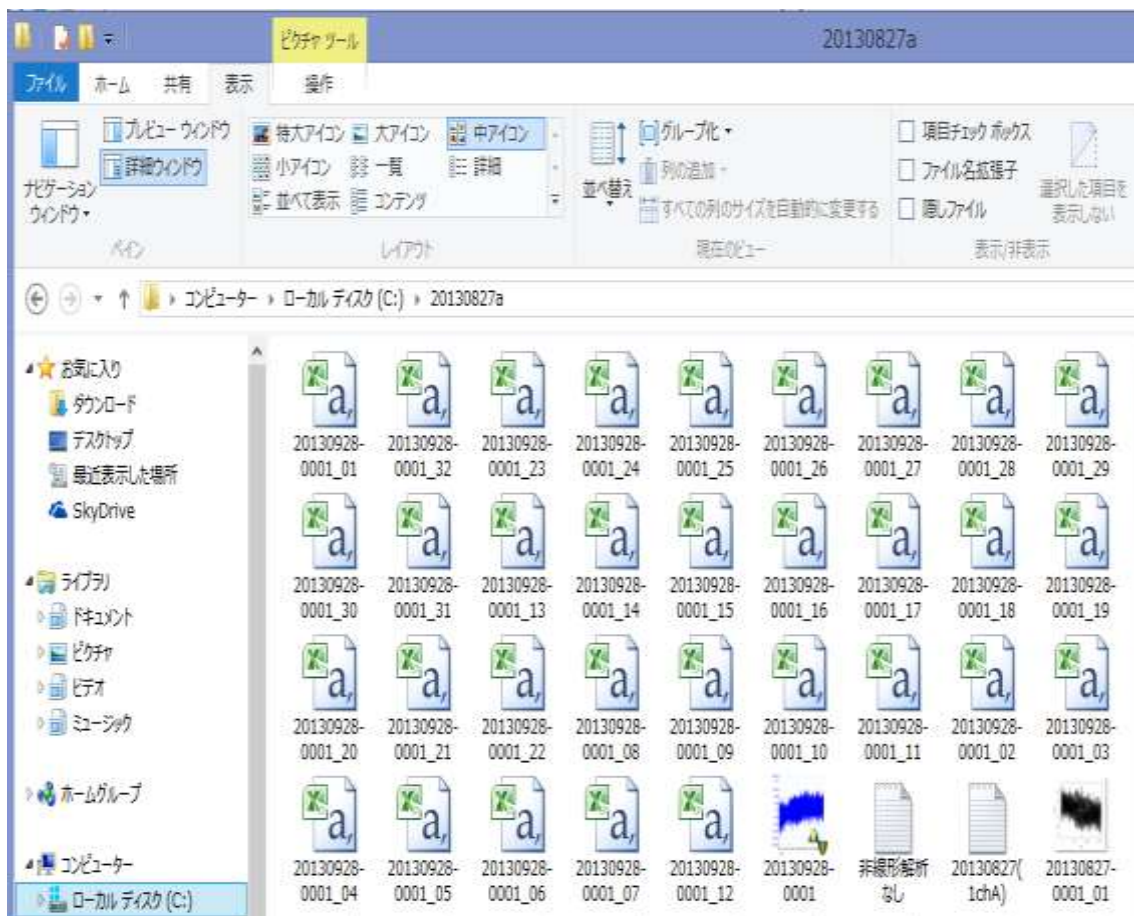 ピクチャ ツール
20130827a
ファイル ホーム 共有 表示 操作
ナビゲーション ウィンドウ
プレビュー ウィンドウ
詳細ウィンドウ
ペイン
特大アイコン 大アイコン 中アイコン
小アイコン 一覧 詳細
並べて表示 コンテンツ
レイアウト
並べ替え
グループ化
列の追加
すべての列のサイズを自動的に変更する
現在のビュー
項目チェック ボックス
ファイル名拡張子
隠しファイル
選択した項目を
表示しない
表示/非表示
コンピューター ローカル ディスク (C:) 20130827a
お気に入り
ダウンロード
デスクトップ
最近表示した場所
SkyDrive
ライブラリ
ドキュメント
ピクチャ
ビデオ
ミュージック
ホームグループ
コンピューター
ローカル ディスク (C:)
20130928- 20130928- 20130928- 20130928- 20130928- 20130928- 20130928- 20130928- 20130928-
0001_01 0001_32 0001_23 0001_24 0001_25 0001_26 0001_27 0001_28 0001_29
20130928- 20130928- 20130928- 20130928- 20130928- 20130928- 20130928- 20130928- 20130928-
0001_30 0001_31 0001_13 0001_14 0001_15 0001_16 0001_17 0001_18 0001_19
20130928- 20130928- 20130928- 20130928- 20130928- 20130928- 20130928- 20130928- 20130928-
0001_20 0001_21 0001_22 0001_08 0001_09 0001_10 0001_11 0001_02 0001_03
20130928- 20130928- 20130928- 20130928- 20130928- 20130928- 非線形解析 20130827( 20130827-
0001_04 0001_05 0001_06 0001_07 0001_12 0001 なし 1chA) 0001_01